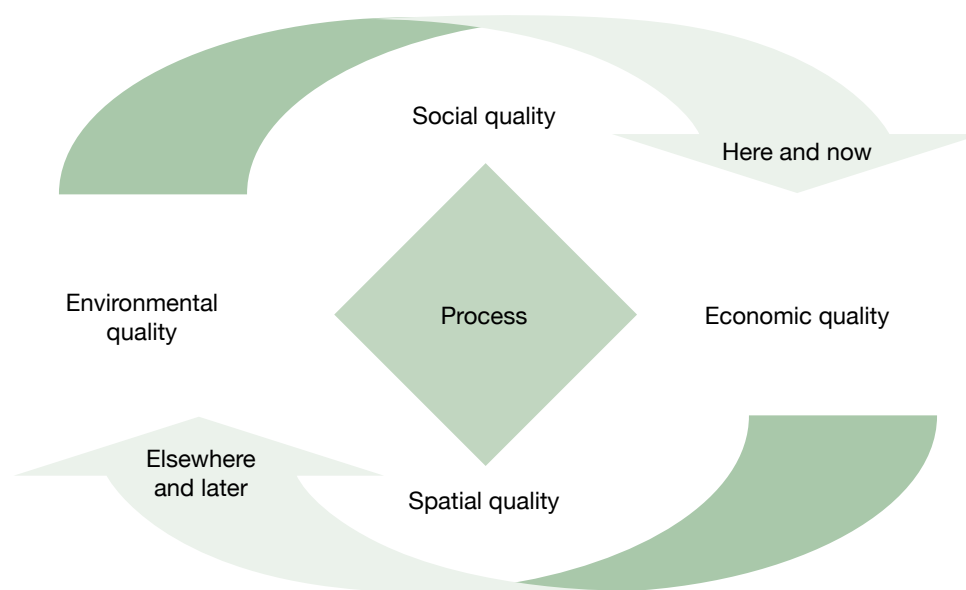 Social quality
Here and now
Environmental
quality
Process
Economic quality
Elsewhere
and later
Spatial quality